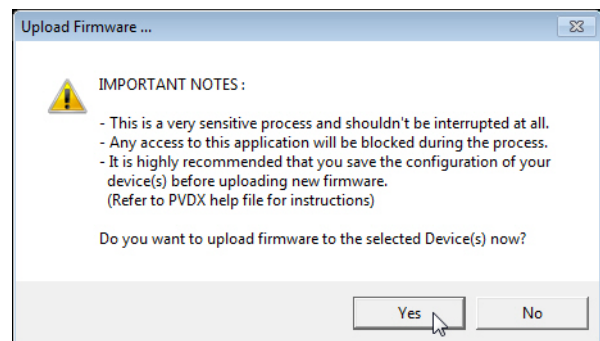 Upload Firmware ...
IMPORTANT NOTES :
- This is a very sensitive process and shouldn't be interrupted at all.
- Any access to this application will be blocked during the process.
- It is highly recommended that you save the configuration of your
device(s) before uploading new firmware.
(Refer to PVDX help file for instructions)
Do you want to upload firmware to the selected Device(s) now?
Yes
No